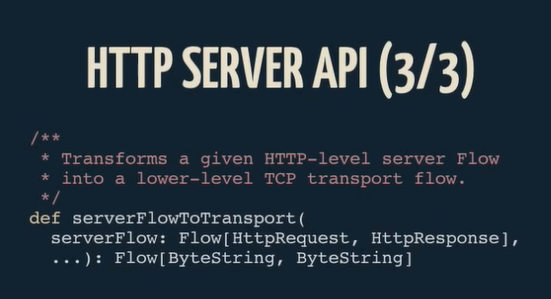 HTTP SERVER API (3/3)
/**
 * Transforms a given HTTP-level server Flow
 * into a lower-level TCP transport flow.
 */
def serverFlowToTransport(
  serverFlow: Flow[HttpRequest, HttpResponse],
  ...): Flow[ByteString, ByteString]